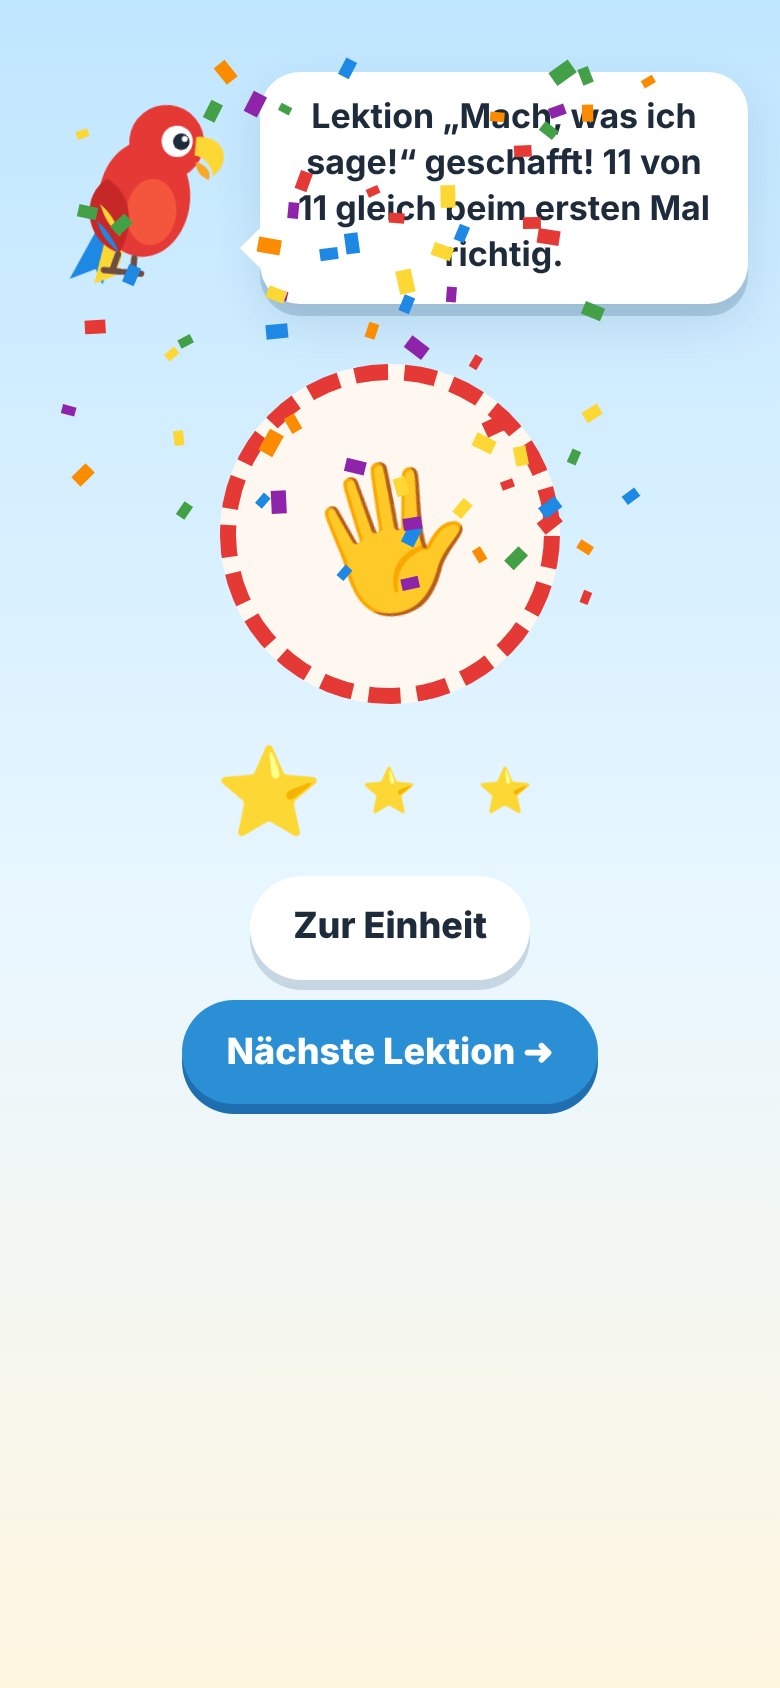 Lektion „Mach, was ich
sage!“ geschafft! 11 von
11 gleich beim ersten Mal
richtig.
Zur Einheit
Nächste Lektion ➜